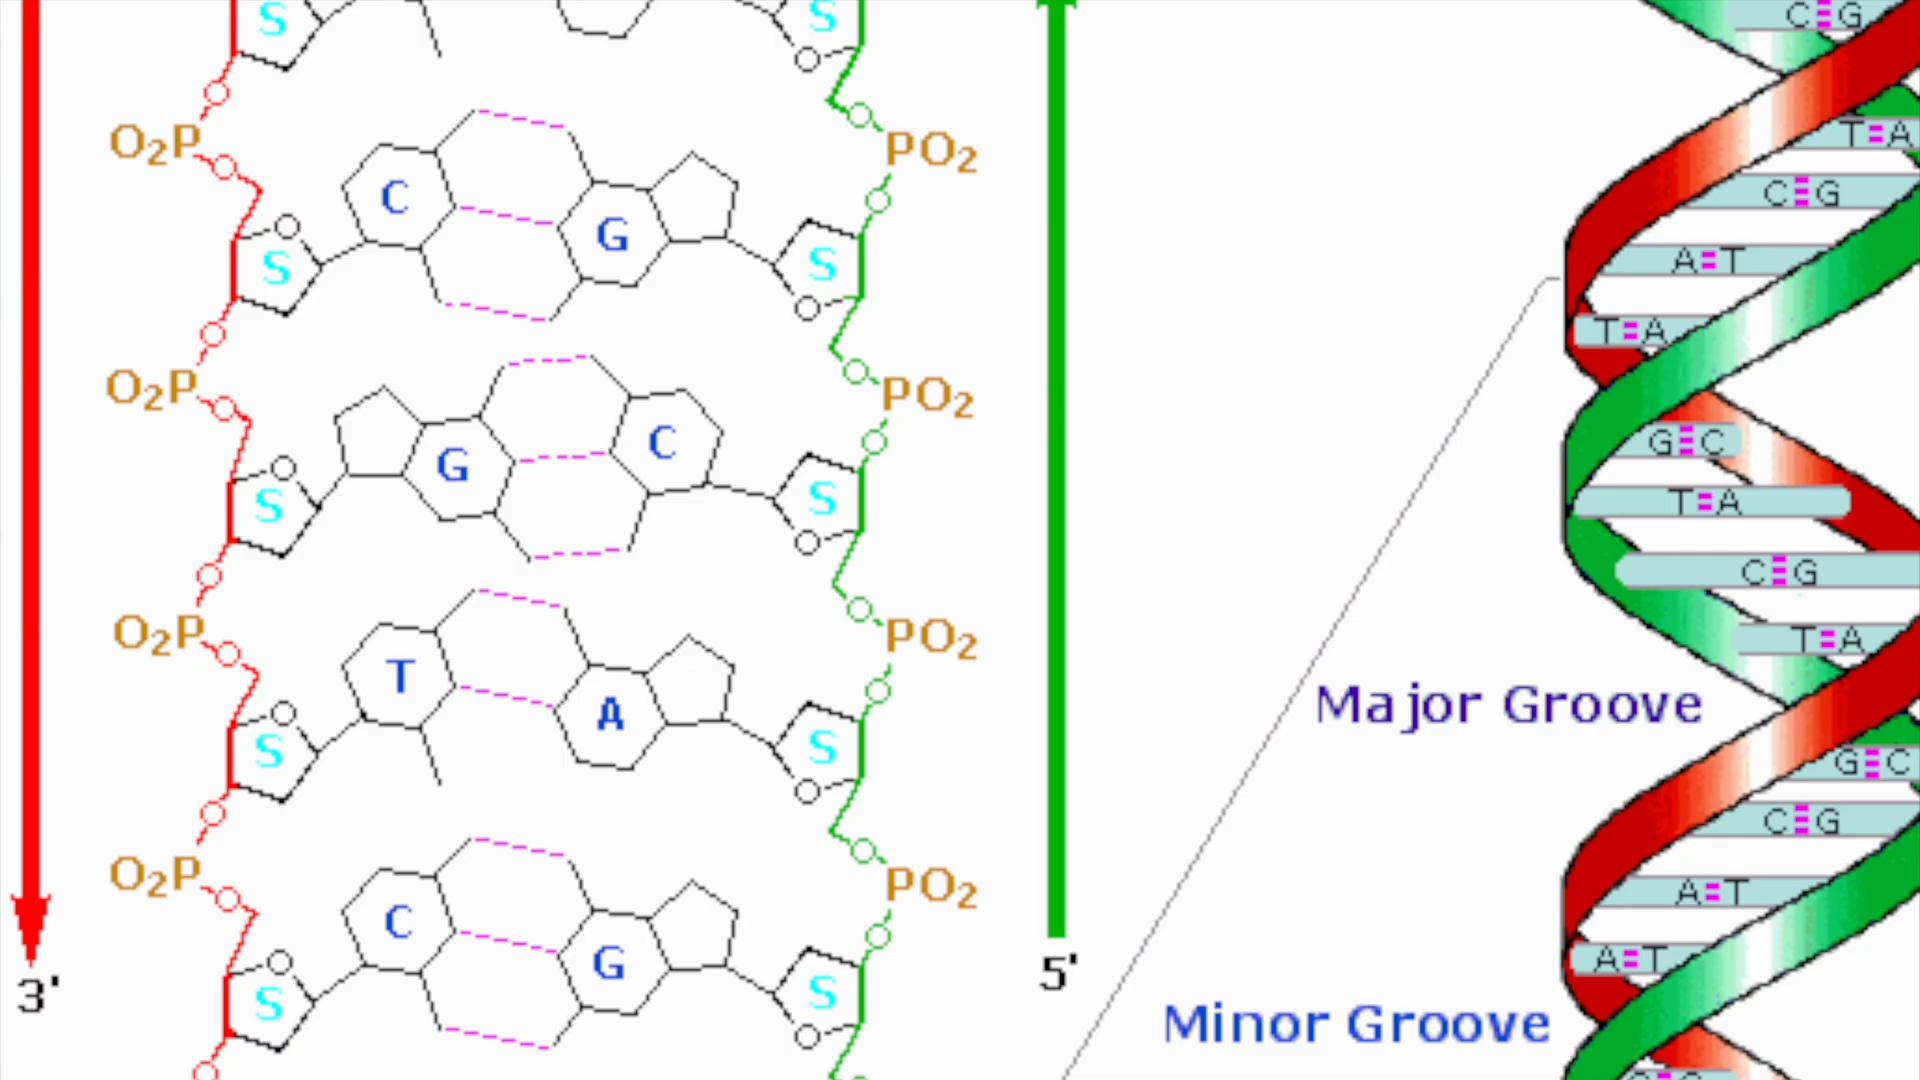 S S
O₂P PO₂
C G
S S
O₂P PO₂
G C
S S
O₂P PO₂
T A
S S
O₂P PO₂
C G
S S
3'
5'
C G
T A
C G
A T
T A
G C
T A
C G
T A
Major Groove
G C
C G
A T
A T
Minor Groove